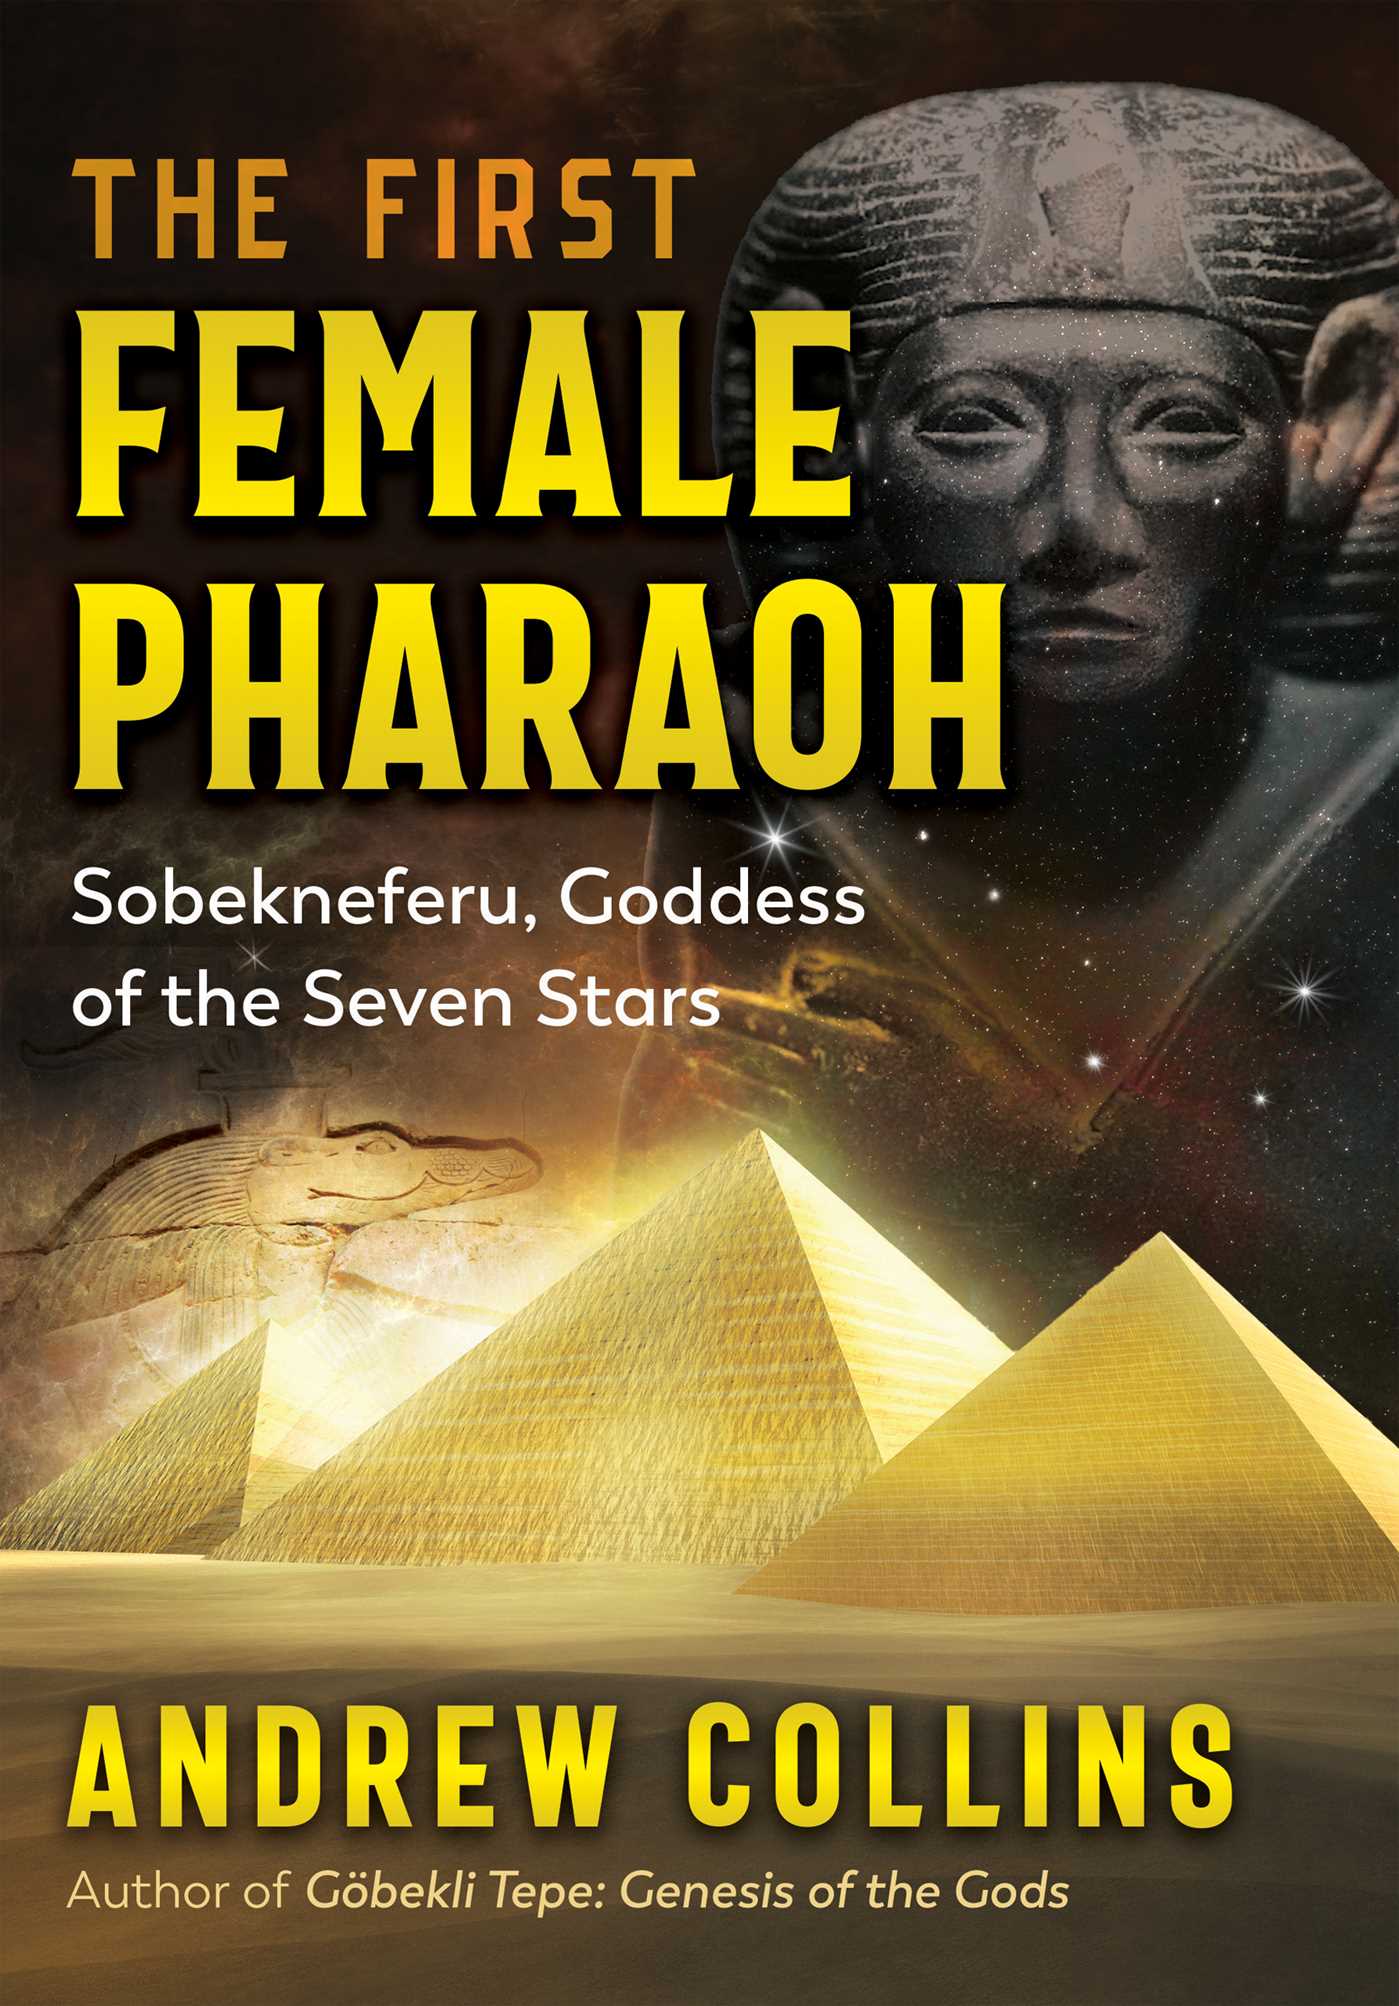 THE FIRST
FEMALE
PHARAOH
Sobekneferu, Goddess
of the Seven Stars
ANDREW COLLINS
Author of Göbekli Tepe: Genesis of the Gods